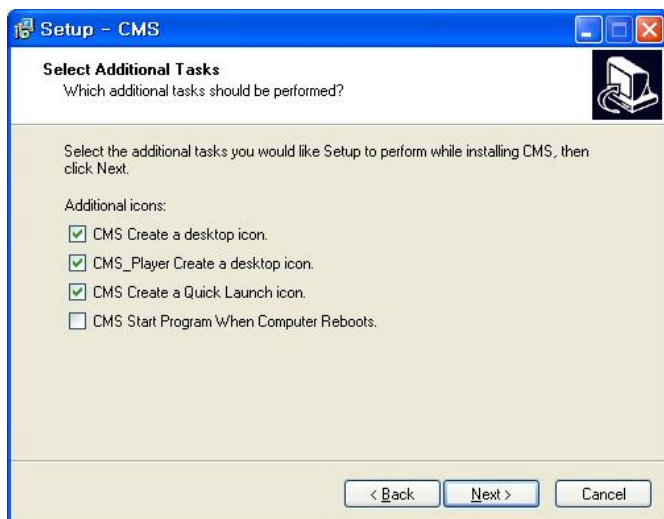 Setup - CMS
Select Additional Tasks
Which additional tasks should be performed?
Select the additional tasks you would like Setup to perform while installing CMS, then
click Next.
Additional icons:
CMS Create a desktop icon.
CMS_Player Create a desktop icon.
CMS Create a Quick Launch icon.
CMS Start Program When Computer Reboots.
< Back
Next >
Cancel